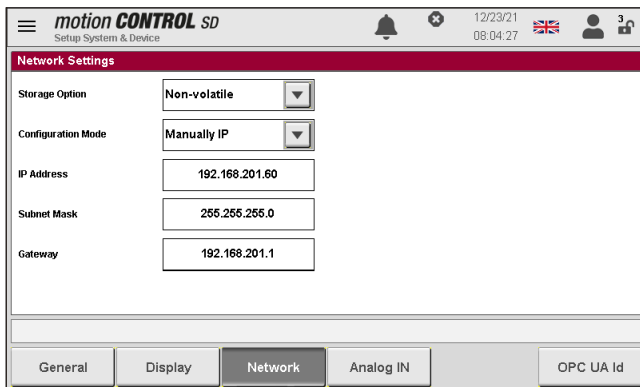 motion CONTROL SD
Setup System & Device
12/23/21
08:04:27
3
Network Settings
Storage Option
Non-volatile
Configuration Mode
Manually IP
IP Address
192.168.201.60
Subnet Mask
255.255.255.0
Gateway
192.168.201.1
General
Display
Network
Analog IN
OPC UA Id